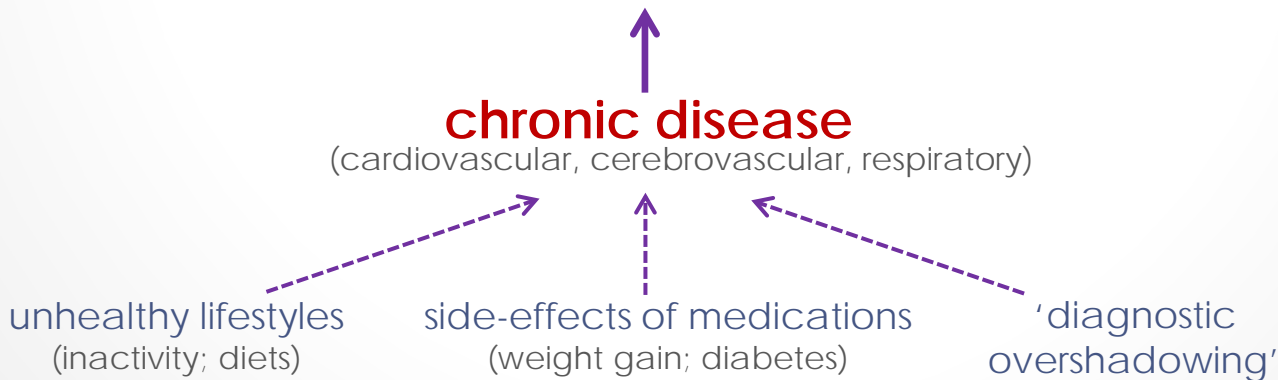 chronic disease
(cardiovascular, cerebrovascular, respiratory)
unhealthy lifestyles
(inactivity; diets)
side-effects of medications
(weight gain; diabetes)
‘diagnostic
overshadowing’